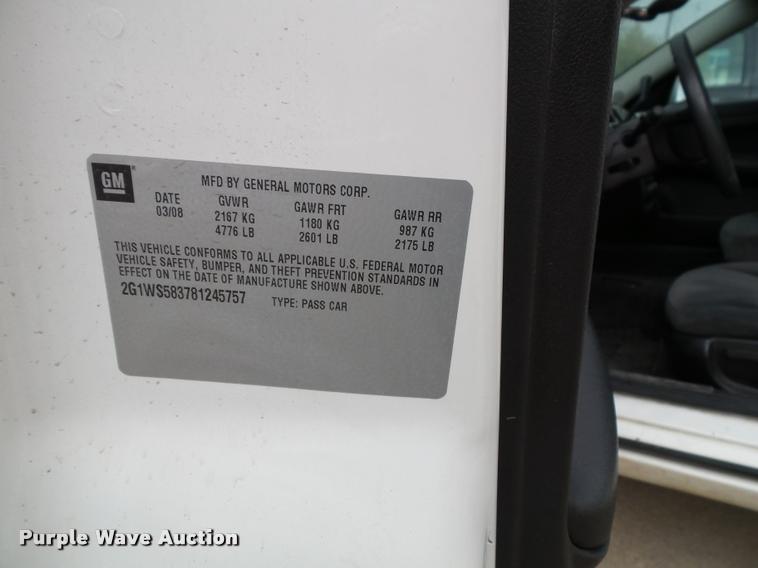 GM
MFD BY GENERAL MOTORS CORP.
DATE GVWR GAWR FRT GAWR RR
03/08 2167 KG 1180 KG 987 KG
4776 LB 2601 LB 2175 LB
THIS VEHICLE CONFORMS TO ALL APPLICABLE U.S. FEDERAL MOTOR
VEHICLE SAFETY, BUMPER, AND THEFT PREVENTION STANDARDS IN
EFFECT ON THE DATE OF MANUFACTURE SHOWN ABOVE.
2G1WS583781245757 TYPE: PASS CAR
Purple Wave Auction